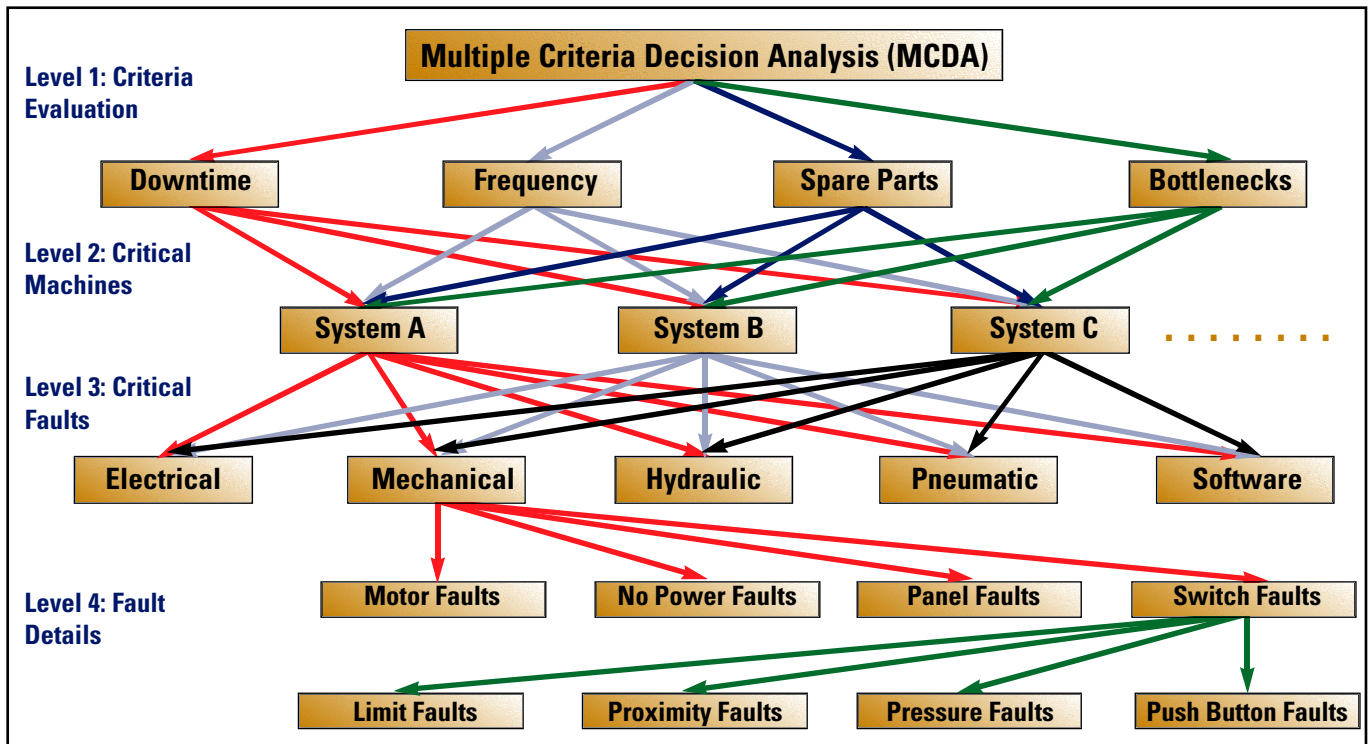 Multiple Criteria Decision Analysis (MCDA)
Level 1: Criteria
Evaluation
Downtime
Frequency
Spare Parts
Bottlenecks
Level 2: Critical
Machines
System A
System B
System C
. . . . . . . .
Level 3: Critical
Faults
Electrical
Mechanical
Hydraulic
Pneumatic
Software
Level 4: Fault
Details
Motor Faults
No Power Faults
Panel Faults
Switch Faults
Limit Faults
Proximity Faults
Pressure Faults
Push Button Faults